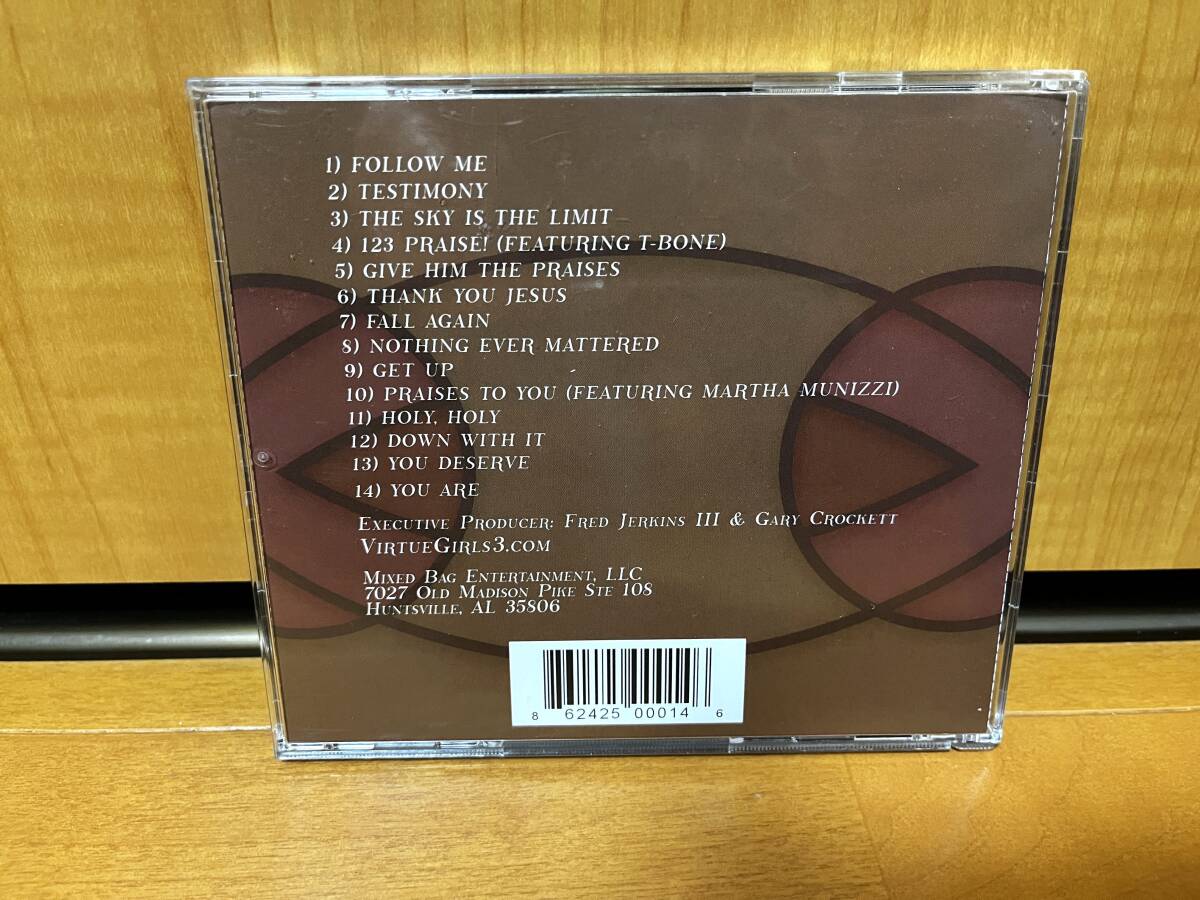 1) FOLLOW ME
2) TESTIMONY
3) THE SKY IS THE LIMIT
4) 123 PRAISE! (FEATURING T-BONE)
5) GIVE HIM THE PRAISES
6) THANK YOU JESUS
7) FALL AGAIN
8) NOTHING EVER MATTERED
9) GET UP
10) PRAISES TO YOU (FEATURING MARTHA MUNIZZI)
11) HOLY, HOLY
12) DOWN WITH IT
13) YOU DESERVE
14) YOU ARE
EXECUTIVE PRODUCER: FRED JERKINS III & GARY CROCKETT
VIRTUEGIRLS3.COM
MIXED BAG ENTERTAINMENT, LLC
7027 OLD MADISON PIKE STE 108
HUNTSVILLE, AL 35806
8 62425 00014 6